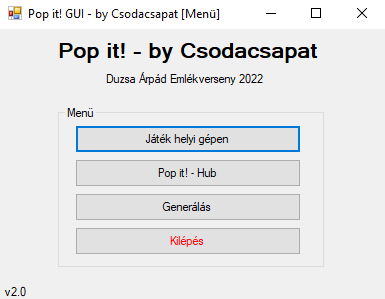 Pop it! GUI - by Csodacsapat [Menü]
Pop it! - by Csodacsapat
Duzsa Árpád Emlékverseny 2022
Menü
Játék helyi gépen
Pop it! - Hub
Generálás
Kilépés
v2.0